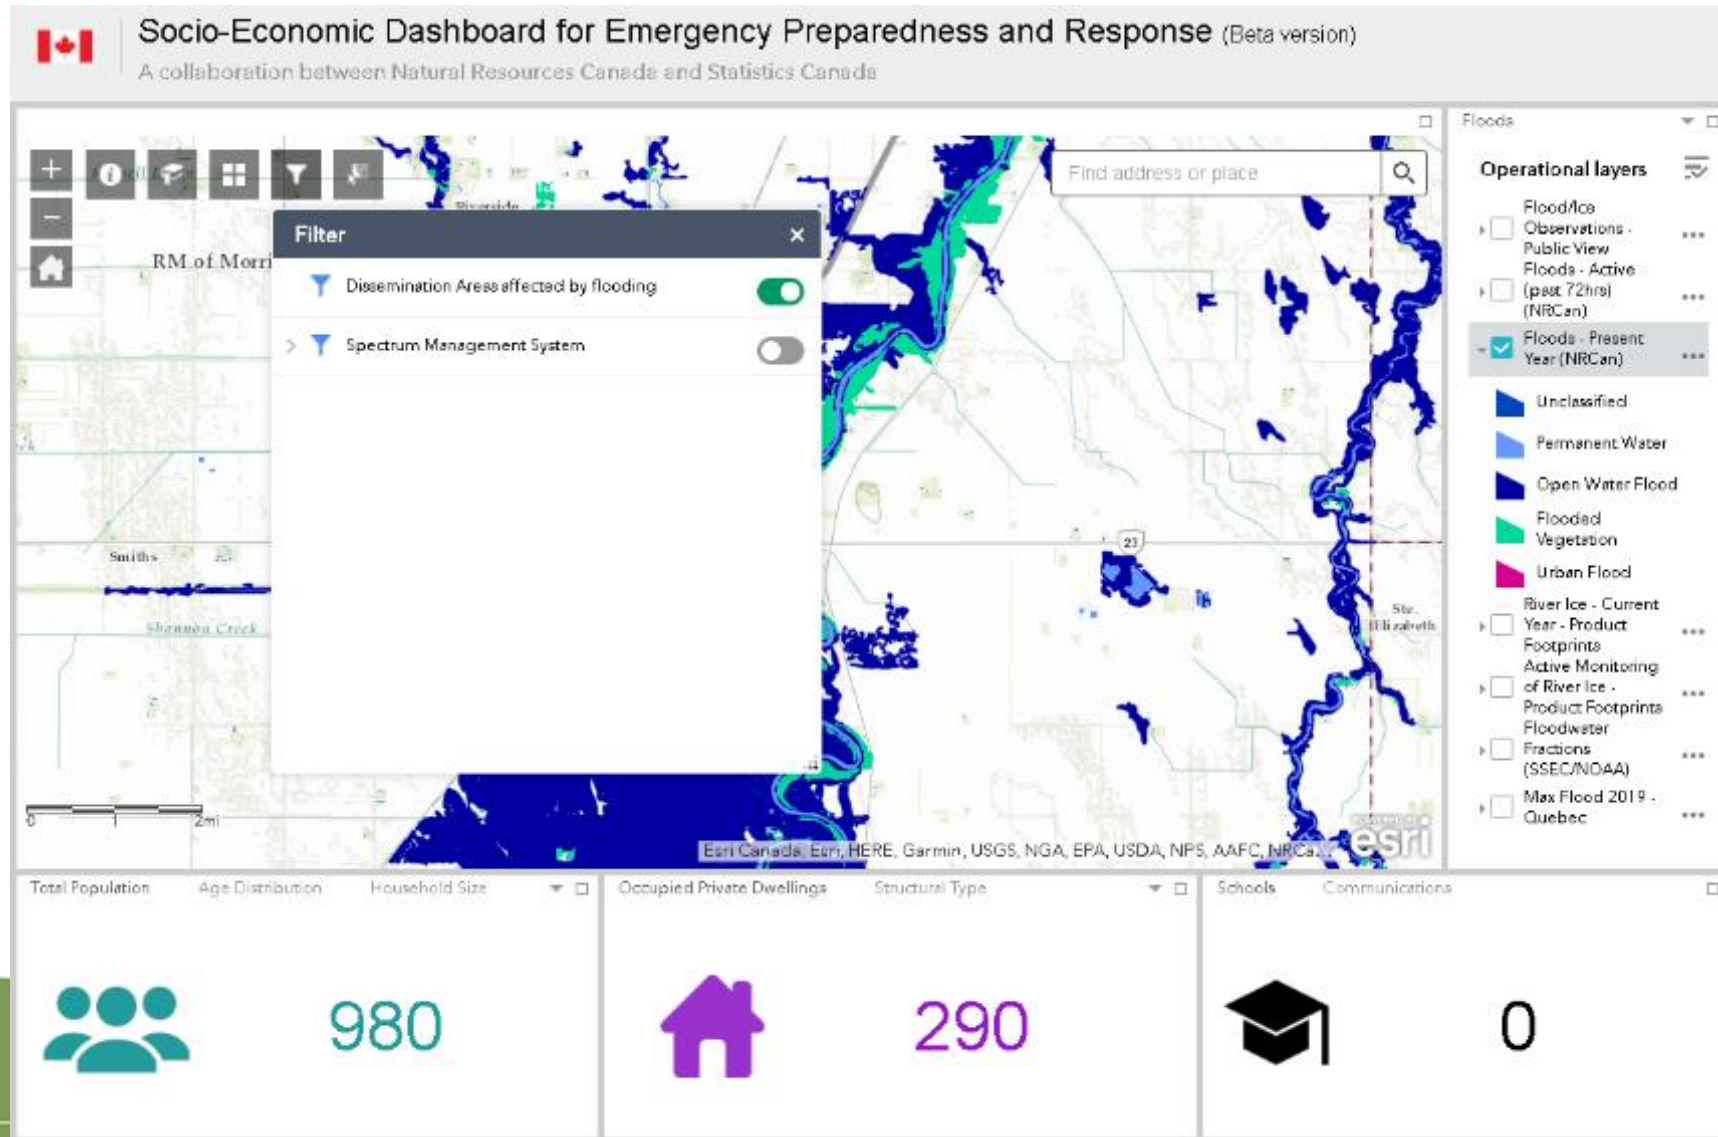 Socio-Economic Dashboard for Emergency Preparedness and Response (Beta version)
A collaboration between Natural Resources Canada and Statistics Canada
Find address or place
Riverside
RM of Morri
Filter
Dissemination Areas affected by flooding
Spectrum Management System
Smiths
Shannon Creek
23
Ste.
Elizabeth
0 1 2mi
Esri Canada, Esri, HERE, Garmin, USGS, NGA, EPA, USDA, NPS, AAFC, NRCa...
POWERED BY
esri
Floods
Operational layers
Flood/Ice
Observations -
Public View
Floods - Active
(past 72hrs)
(NRCan)
Floods - Present
Year (NRCan)
Unclassified
Permanent Water
Open Water Flood
Flooded
Vegetation
Urban Flood
River Ice - Current
Year - Product
Footprints
Active Monitoring
of River Ice -
Product Footprints
Floodwater
Fractions
(SSEC/NOAA)
Max Flood 2019 -
Quebec
Total Population Age Distribution Household Size
980
Occupied Private Dwellings Structural Type
290
Schools Communications
0